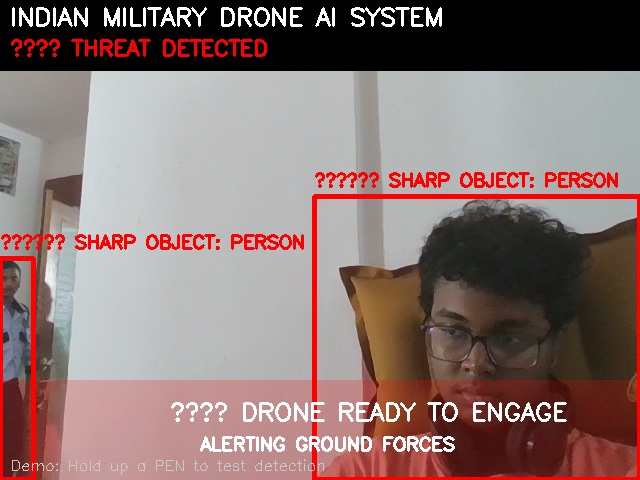 INDIAN MILITARY DRONE AI SYSTEM
???? THREAT DETECTED
?????? SHARP OBJECT: PERSON
?????? SHARP OBJECT: PERSON
???? DRONE READY TO ENGAGE
ALERTING GROUND FORCES
Demo: Hold up a PEN to test detection